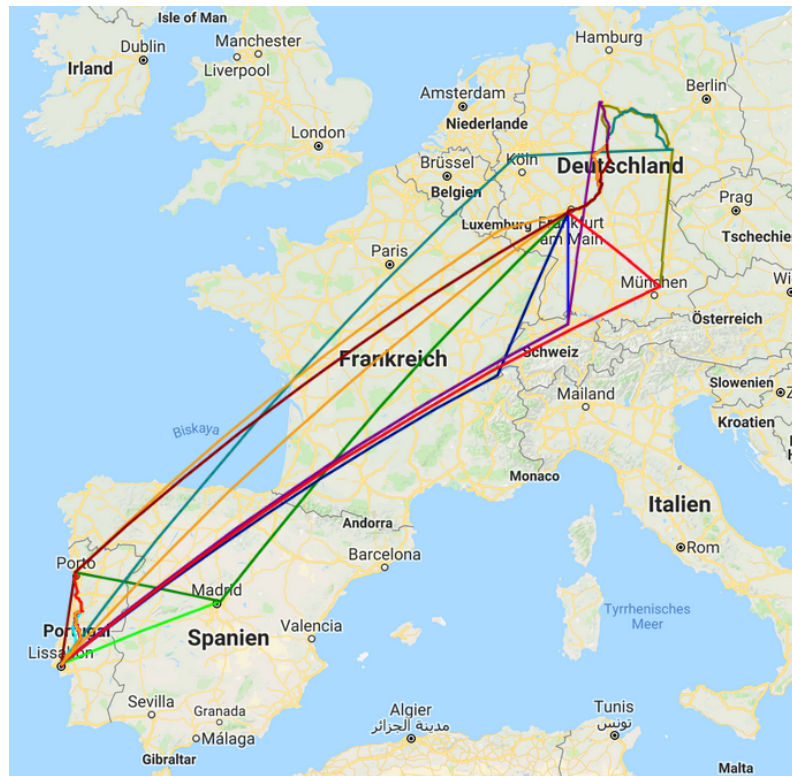 Isle of Man
Hamburg
Dublin
Manchester
Irland
Liverpool
Berlin
Amsterdam
Niederlande
London
Köln
Deutschland
Brüssel
Belgien
Prag
Luxemburg
Frankfurt
am Main
Tschechien
Paris
München
Wi
Österreich
Frankreich
Schweiz
Slowenien
Mailand
Z
Kroatien
Biskaya
Monaco
Italien
Andorra
Rom
Barcelona
Porto
Madrid
Tyrrhenisches
Meer
Portugal
Valencia
Spanien
Lissabon
Sevilla
Granada
Algier
مدينة الجزائر
Tunis
تونس
Málaga
Gibraltar
Malta